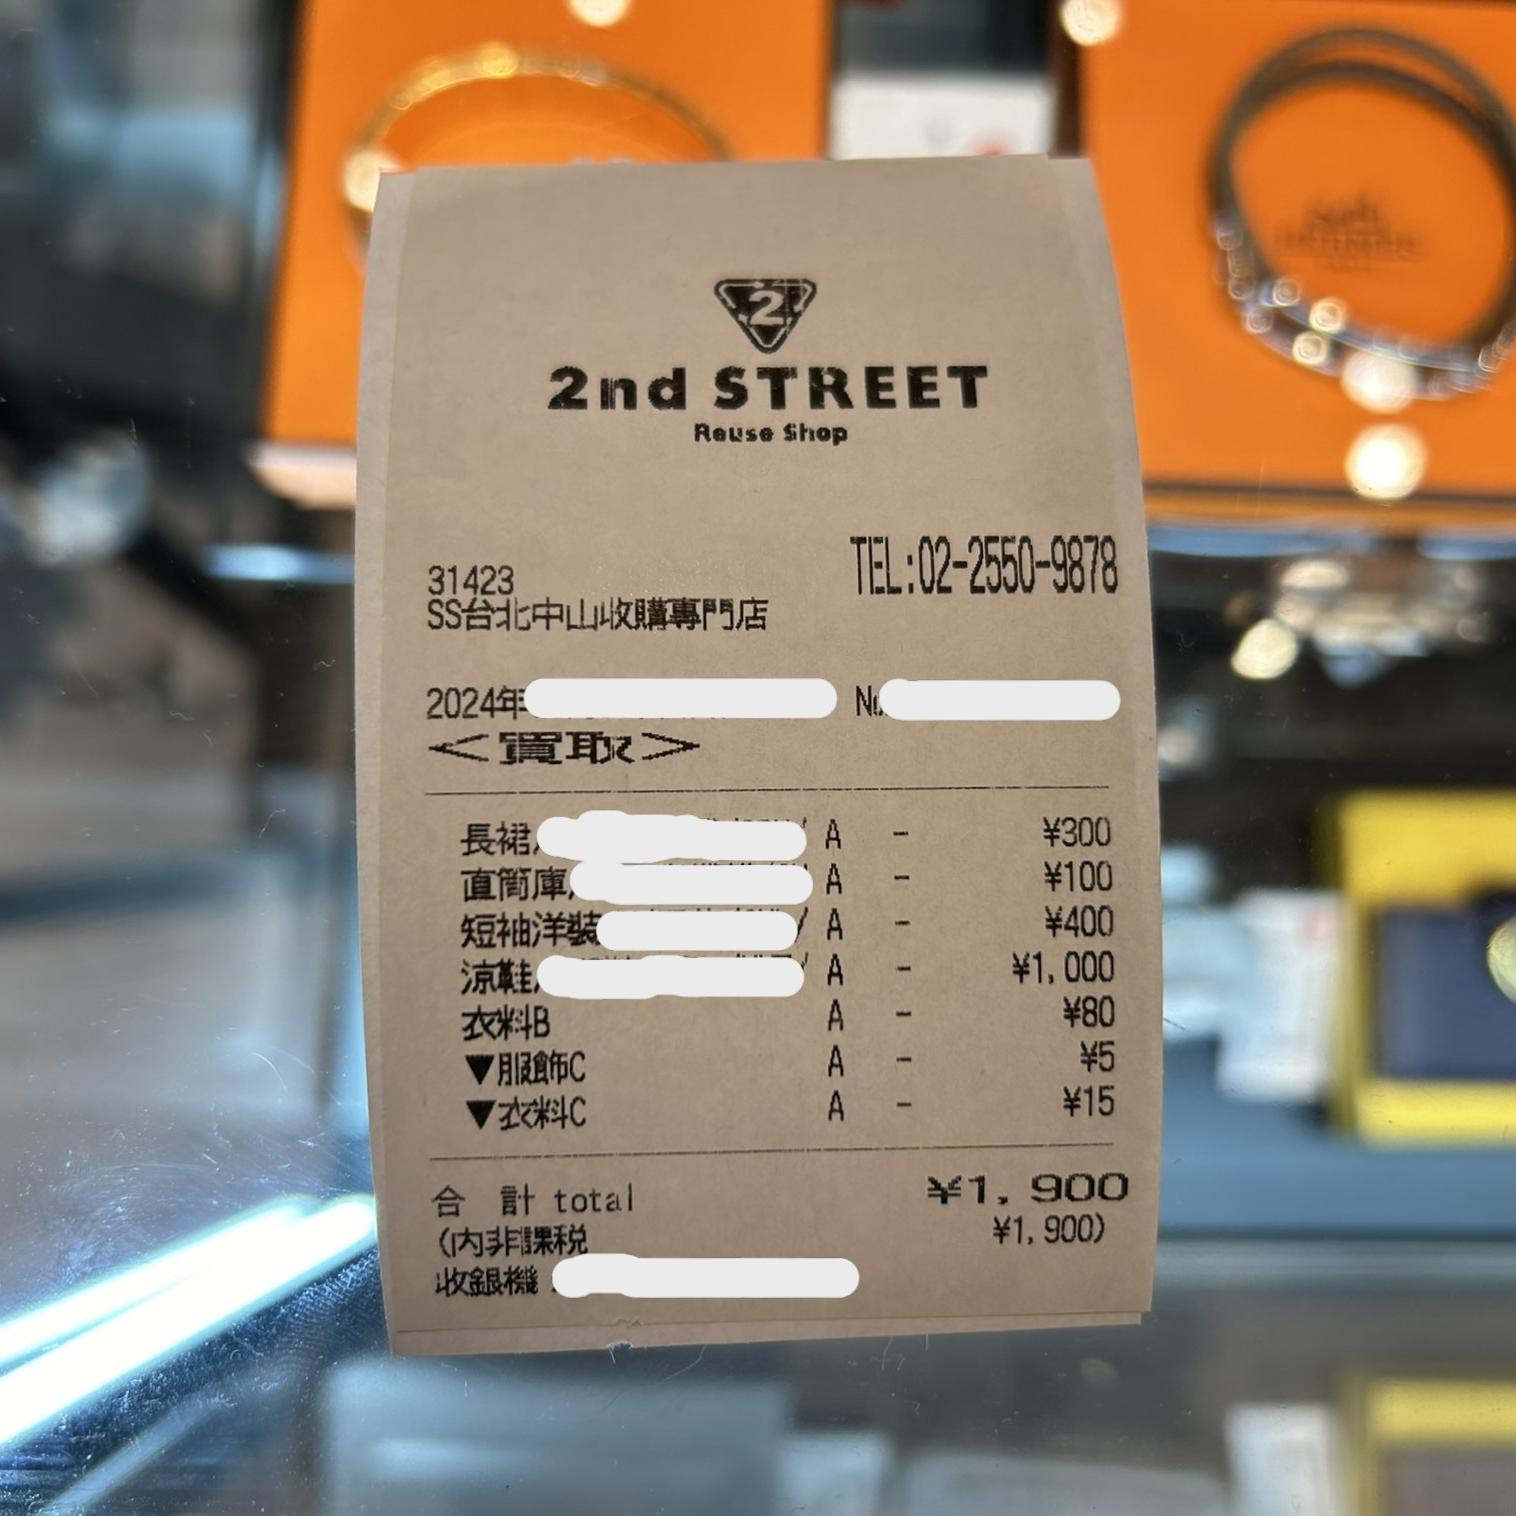 2
2nd STREET
Reuse Shop
TEL:02-2550-9878
31423
SS台北中山收購專門店
2024年 No
<買取>
長裙 / A - ¥300
直筒庫 A - ¥100
短袖洋裝 / A - ¥400
涼鞋 / A - ¥1,000
衣料B A - ¥80
▼服飾C A - ¥5
▼衣料C A - ¥15
合 計 total ¥1,900
(内非課税 ¥1,900)
收銀機